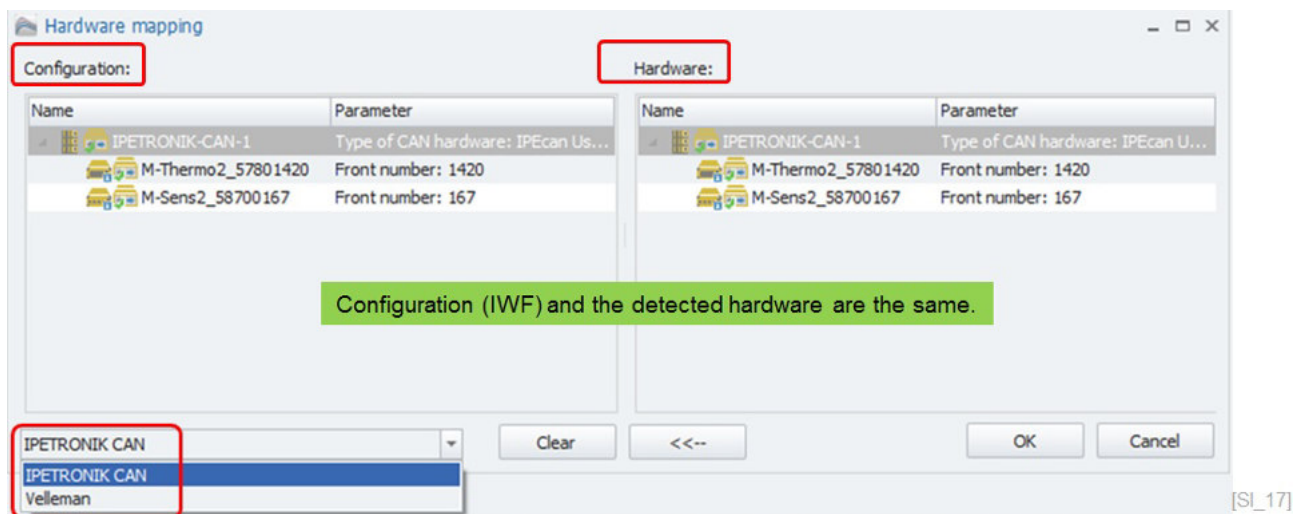 Hardware mapping
Configuration:
Hardware:
Name Parameter Name Parameter
IPETRONIK-CAN-1 Type of CAN hardware: IPEcan Us... IPETRONIK-CAN-1 Type of CAN hardware: IPEcan U...
M-Thermo2_57801420 Front number: 1420 M-Thermo2_57801420 Front number: 1420
M-Sens2_58700167 Front number: 167 M-Sens2_58700167 Front number: 167
Configuration (IWF) and the detected hardware are the same.
IPETRONIK CAN Clear <<-- OK Cancel
IPETRONIK CAN
Velleman
[SI_17]